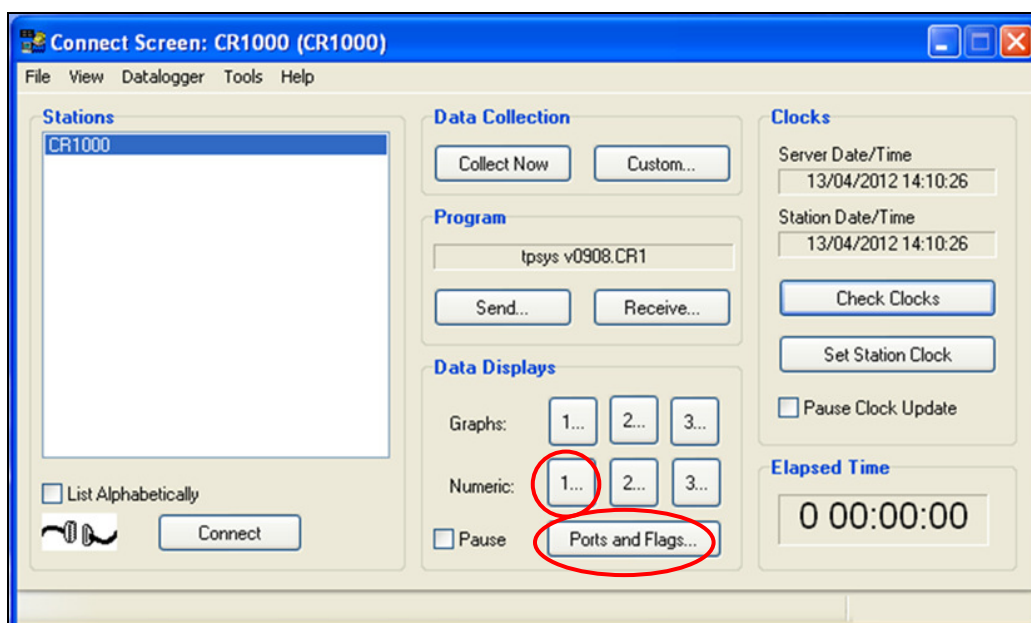 Connect Screen: CR1000 (CR1000)
File View Datalogger Tools Help
Stations
CR1000
List Alphabetically
Connect
Data Collection
Collect Now Custom...
Program
tpsys v0908.CR1
Send... Receive...
Data Displays
Graphs: 1... 2... 3...
Numeric: 1... 2... 3...
Pause Ports and Flags...
Clocks
Server Date/Time
13/04/2012 14:10:26
Station Date/Time
13/04/2012 14:10:26
Check Clocks
Set Station Clock
Pause Clock Update
Elapsed Time
0 00:00:00